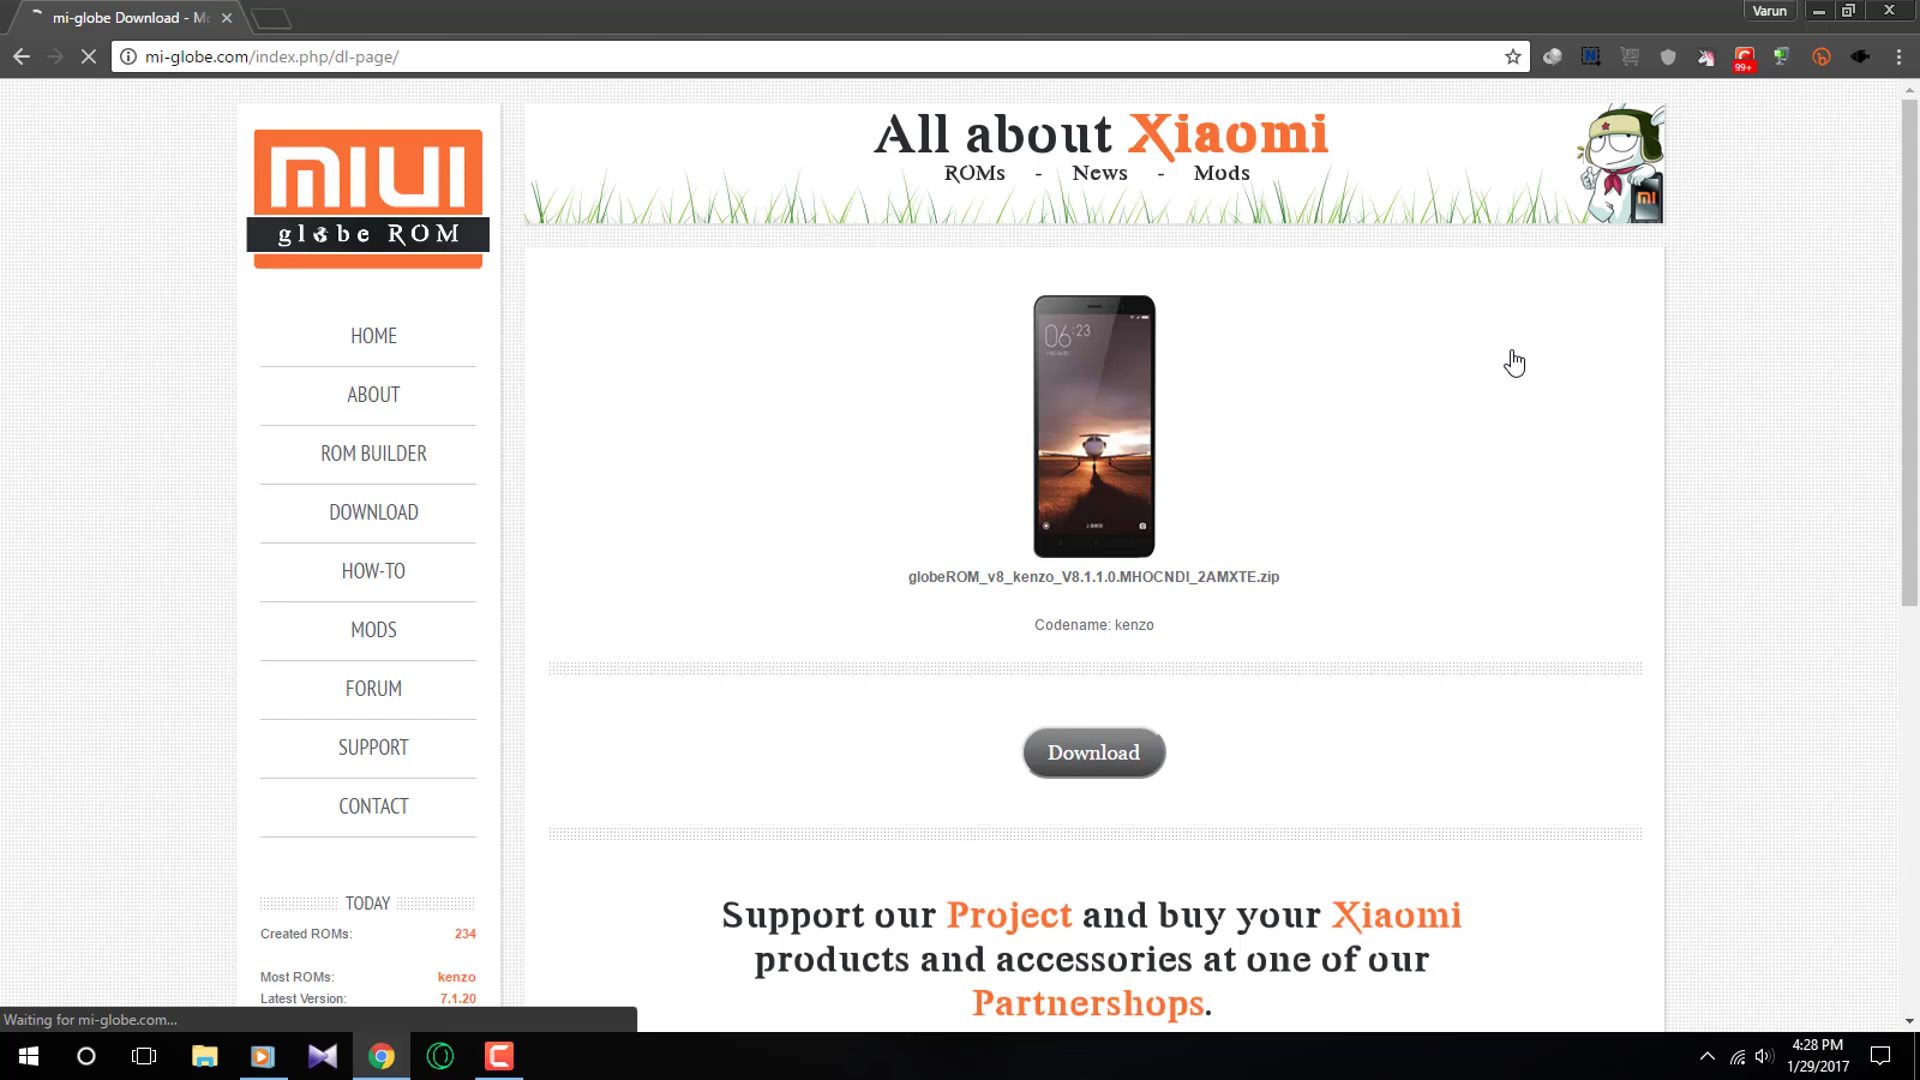 mi-globe Download - Mo
Varun
mi-globe.com/index.php/dl-page/
99+
MIUI
globe ROM
All about Xiaomi
ROMs - News - Mods
HOME
ABOUT
ROM BUILDER
DOWNLOAD
HOW-TO
MODS
FORUM
SUPPORT
CONTACT
TODAY
Created ROMs: 234
Most ROMs: kenzo
Latest Version: 7.1.20
06:23
globeROM_v8_kenzo_V8.1.1.0.MHOCNDI_2AMXTE.zip
Codename: kenzo
Download
Support our Project and buy your Xiaomi
products and accessories at one of our
Partnershops.
Waiting for mi-globe.com...
4:28 PM
1/29/2017